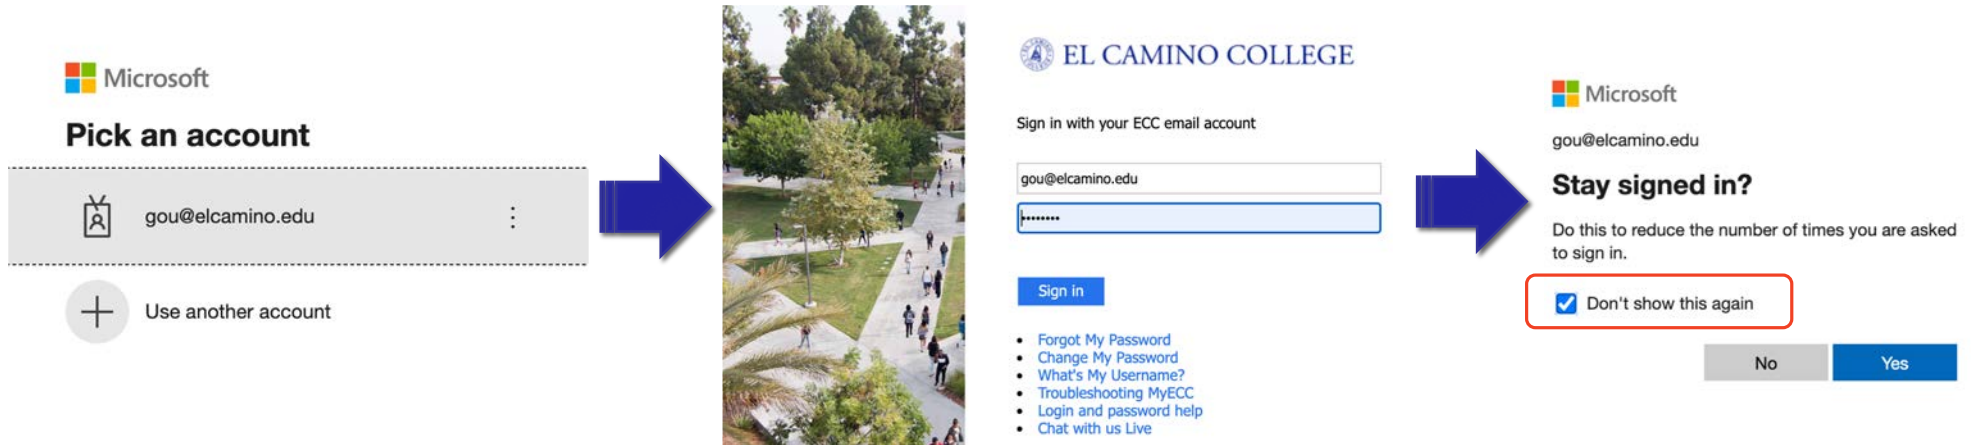 Microsoft
Pick an account
gou@elcamino.edu
Use another account
EL CAMINO COLLEGE
Sign in with your ECC email account
gou@elcamino.edu
••••••••
Sign in
• Forgot My Password
• Change My Password
• What's My Username?
• Troubleshooting MyECC
• Login and password help
• Chat with us Live
Microsoft
gou@elcamino.edu
Stay signed in?
Do this to reduce the number of times you are asked
to sign in.
Don't show this again
No
Yes